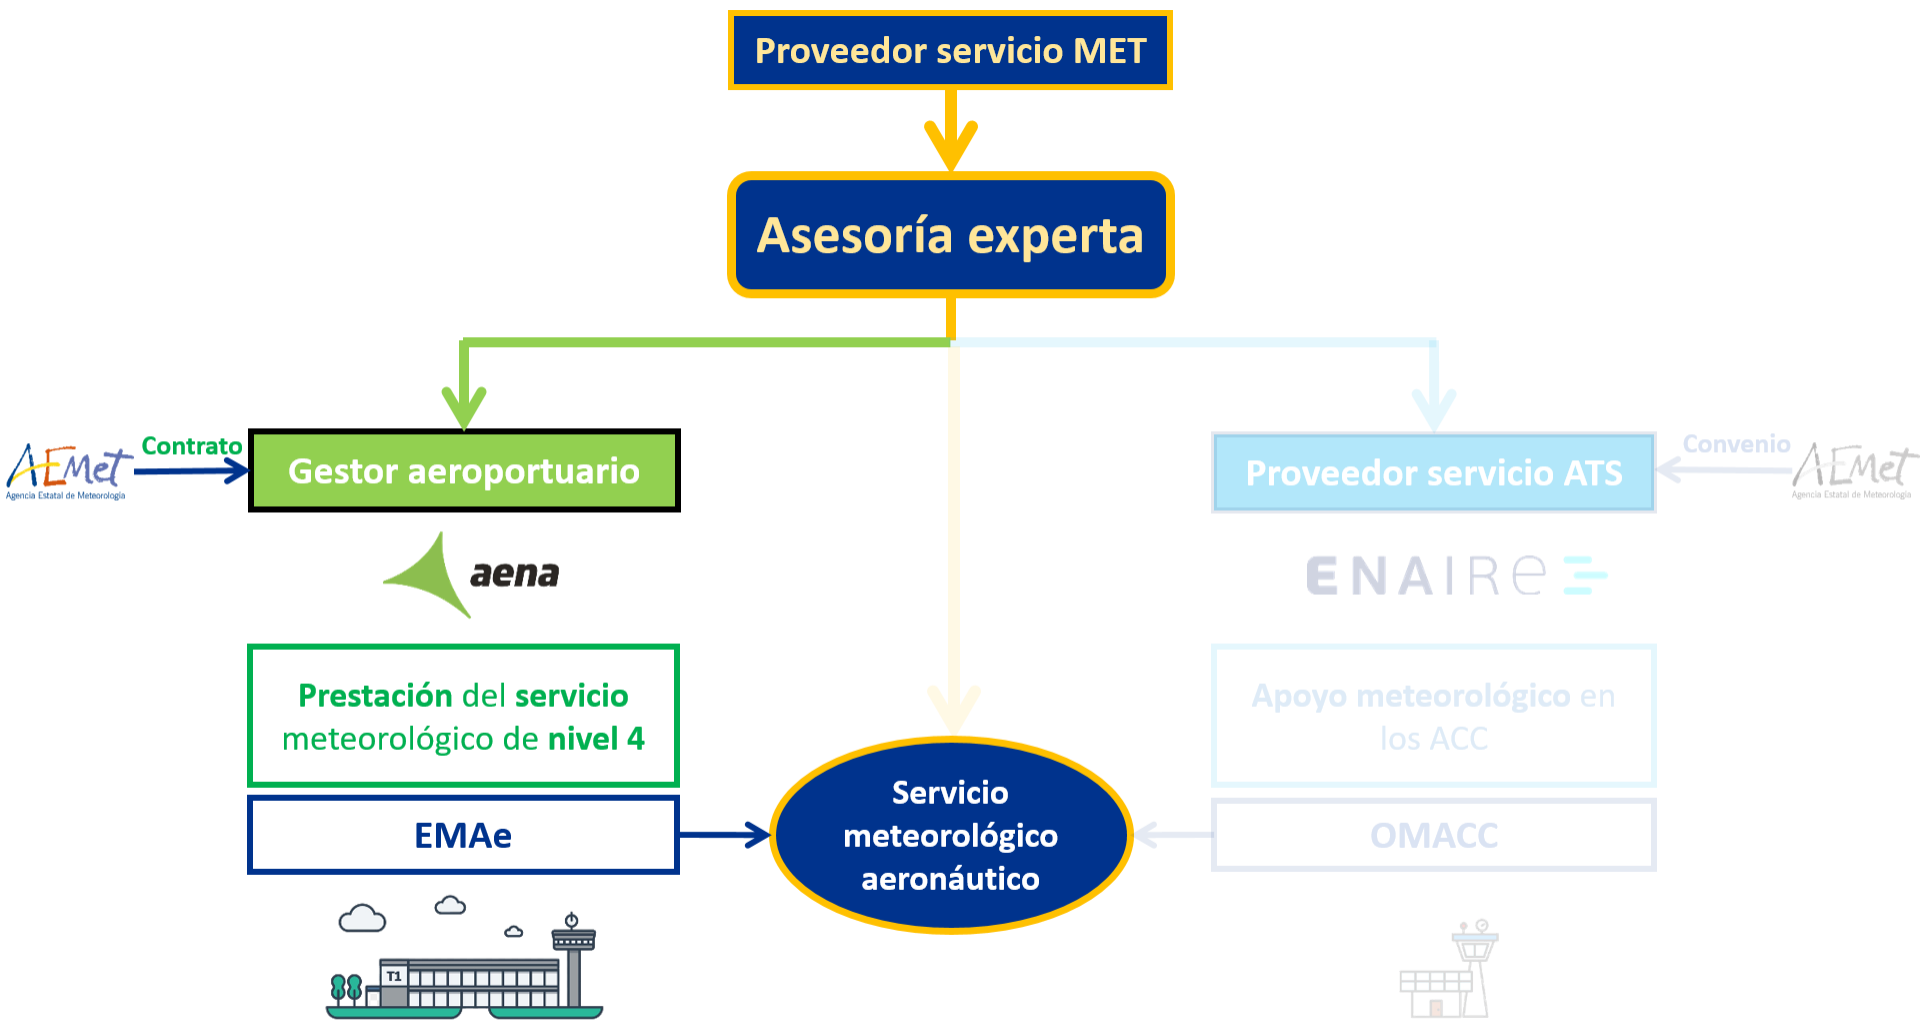 Proveedor servicio MET
Asesoría experta
AEMet
Agencia Estatal de Meteorología
Contrato
Gestor aeroportuario
Proveedor servicio ATS
Convenio
AEMet
Agencia Estatal de Meteorología
aena
ENAIRE
Prestación del servicio
meteorológico de nivel 4
Apoyo meteorológico en
los ACC
EMAe
Servicio
meteorológico
aeronáutico
OMACC
T1